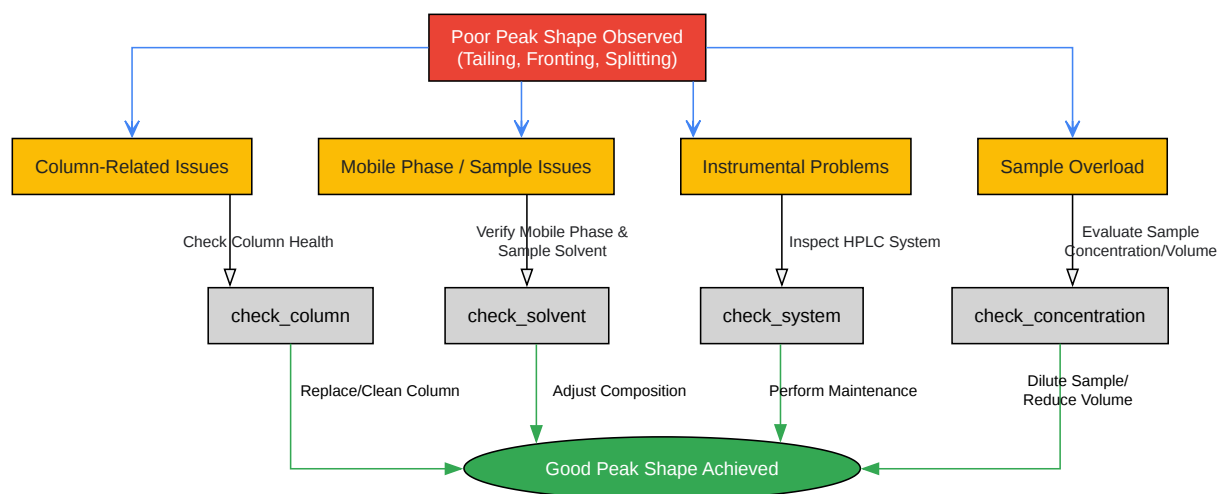 Poor Peak Shape Observed
(Tailing, Fronting, Splitting)
Column-Related Issues
Mobile Phase / Sample Issues
Instrumental Problems
Sample Overload
Check Column Health
Verify Mobile Phase &
Sample Solvent
Inspect HPLC System
Evaluate Sample
Concentration/Volume
check_column
check_solvent
check_system
check_concentration
Replace/Clean Column
Adjust Composition
Perform Maintenance
Dilute Sample/
Reduce Volume
Good Peak Shape Achieved